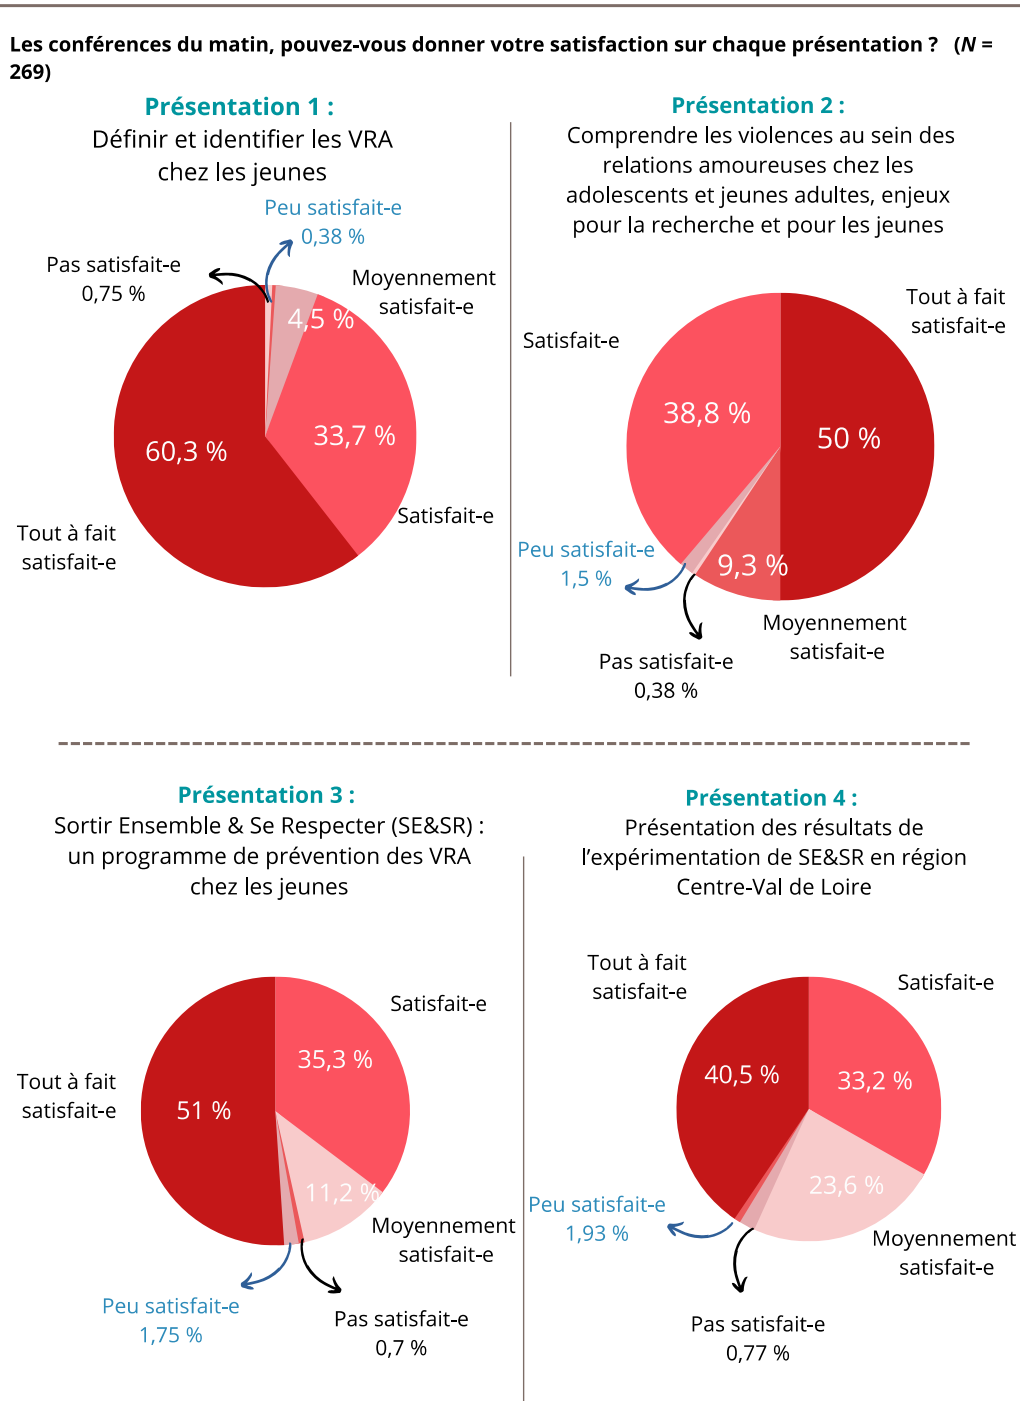 Les conférences du matin, pouvez-vous donner votre satisfaction sur chaque présentation ? (N =
269)
Présentation 1 :
Définir et identifier les VRA
chez les jeunes
Peu satisfait-e
0,38 %
Pas satisfait-e
0,75 %
Moyennement
satisfait-e
4,5 %
33,7 %
60,3 %
Satisfait-e
Tout à fait
satisfait-e
Présentation 2 :
Comprendre les violences au sein des
relations amoureuses chez les
adolescents et jeunes adultes, enjeux
pour la recherche et pour les jeunes
Tout à fait
satisfait-e
Satisfait-e
38,8 %
50 %
Peu satisfait-e
1,5 %
9,3 %
Moyennement
satisfait-e
Pas satisfait-e
0,38 %
Présentation 3 :
Sortir Ensemble & Se Respecter (SE&SR) :
un programme de prévention des VRA
chez les jeunes
Satisfait-e
35,3 %
Tout à fait
satisfait-e
51 %
11,2 %
Moyennement
satisfait-e
Peu satisfait-e
1,75 %
Pas satisfait-e
0,7 %
Présentation 4 :
Présentation des résultats de
l'expérimentation de SE&SR en région
Centre-Val de Loire
Tout à fait
satisfait-e
Satisfait-e
40,5 %
33,2 %
23,6 %
Peu satisfait-e
1,93 %
Moyennement
satisfait-e
Pas satisfait-e
0,77 %